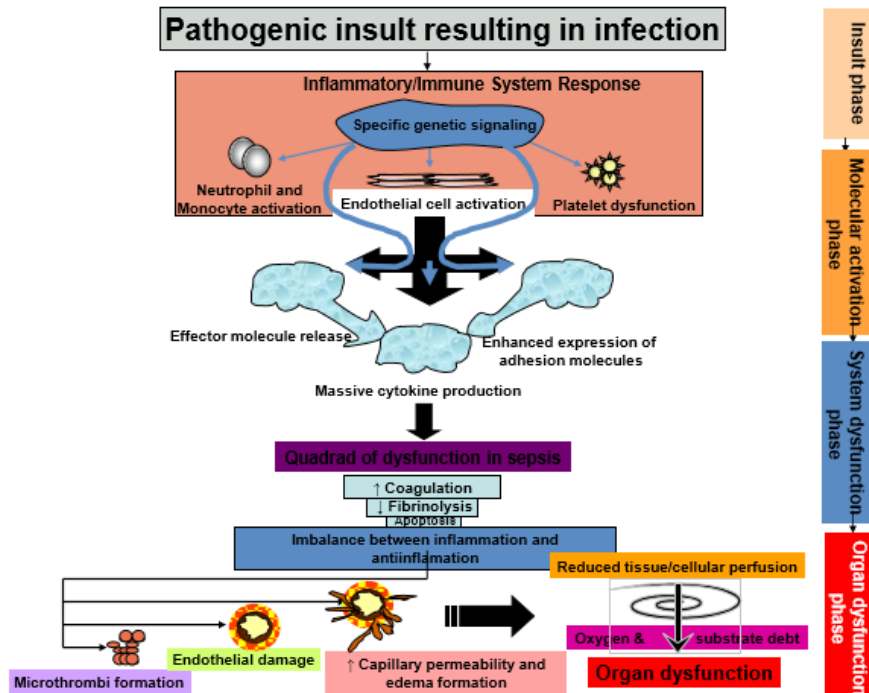 Pathogenic insult resulting in infection
Inflammatory/Immune System Response
Specific genetic signaling
Neutrophil and
Monocyte activation
Endothelial cell activation
Platelet dysfunction
Effector molecule release
Enhanced expression of
adhesion molecules
Massive cytokine production
Quadrad of dysfunction in sepsis
↑ Coagulation
↓ Fibrinolysis
Apoptosis
Imbalance between inflammation and
antiinflamation
Reduced tissue/cellular perfusion
Oxygen & substrate debt
Organ dysfunction
Endothelial damage
Microthrombi formation
↑ Capillary permeability and
edema formation
Insult phase
Molecular activation
phase
System dysfunction
phase
Organ dysfunction
phase